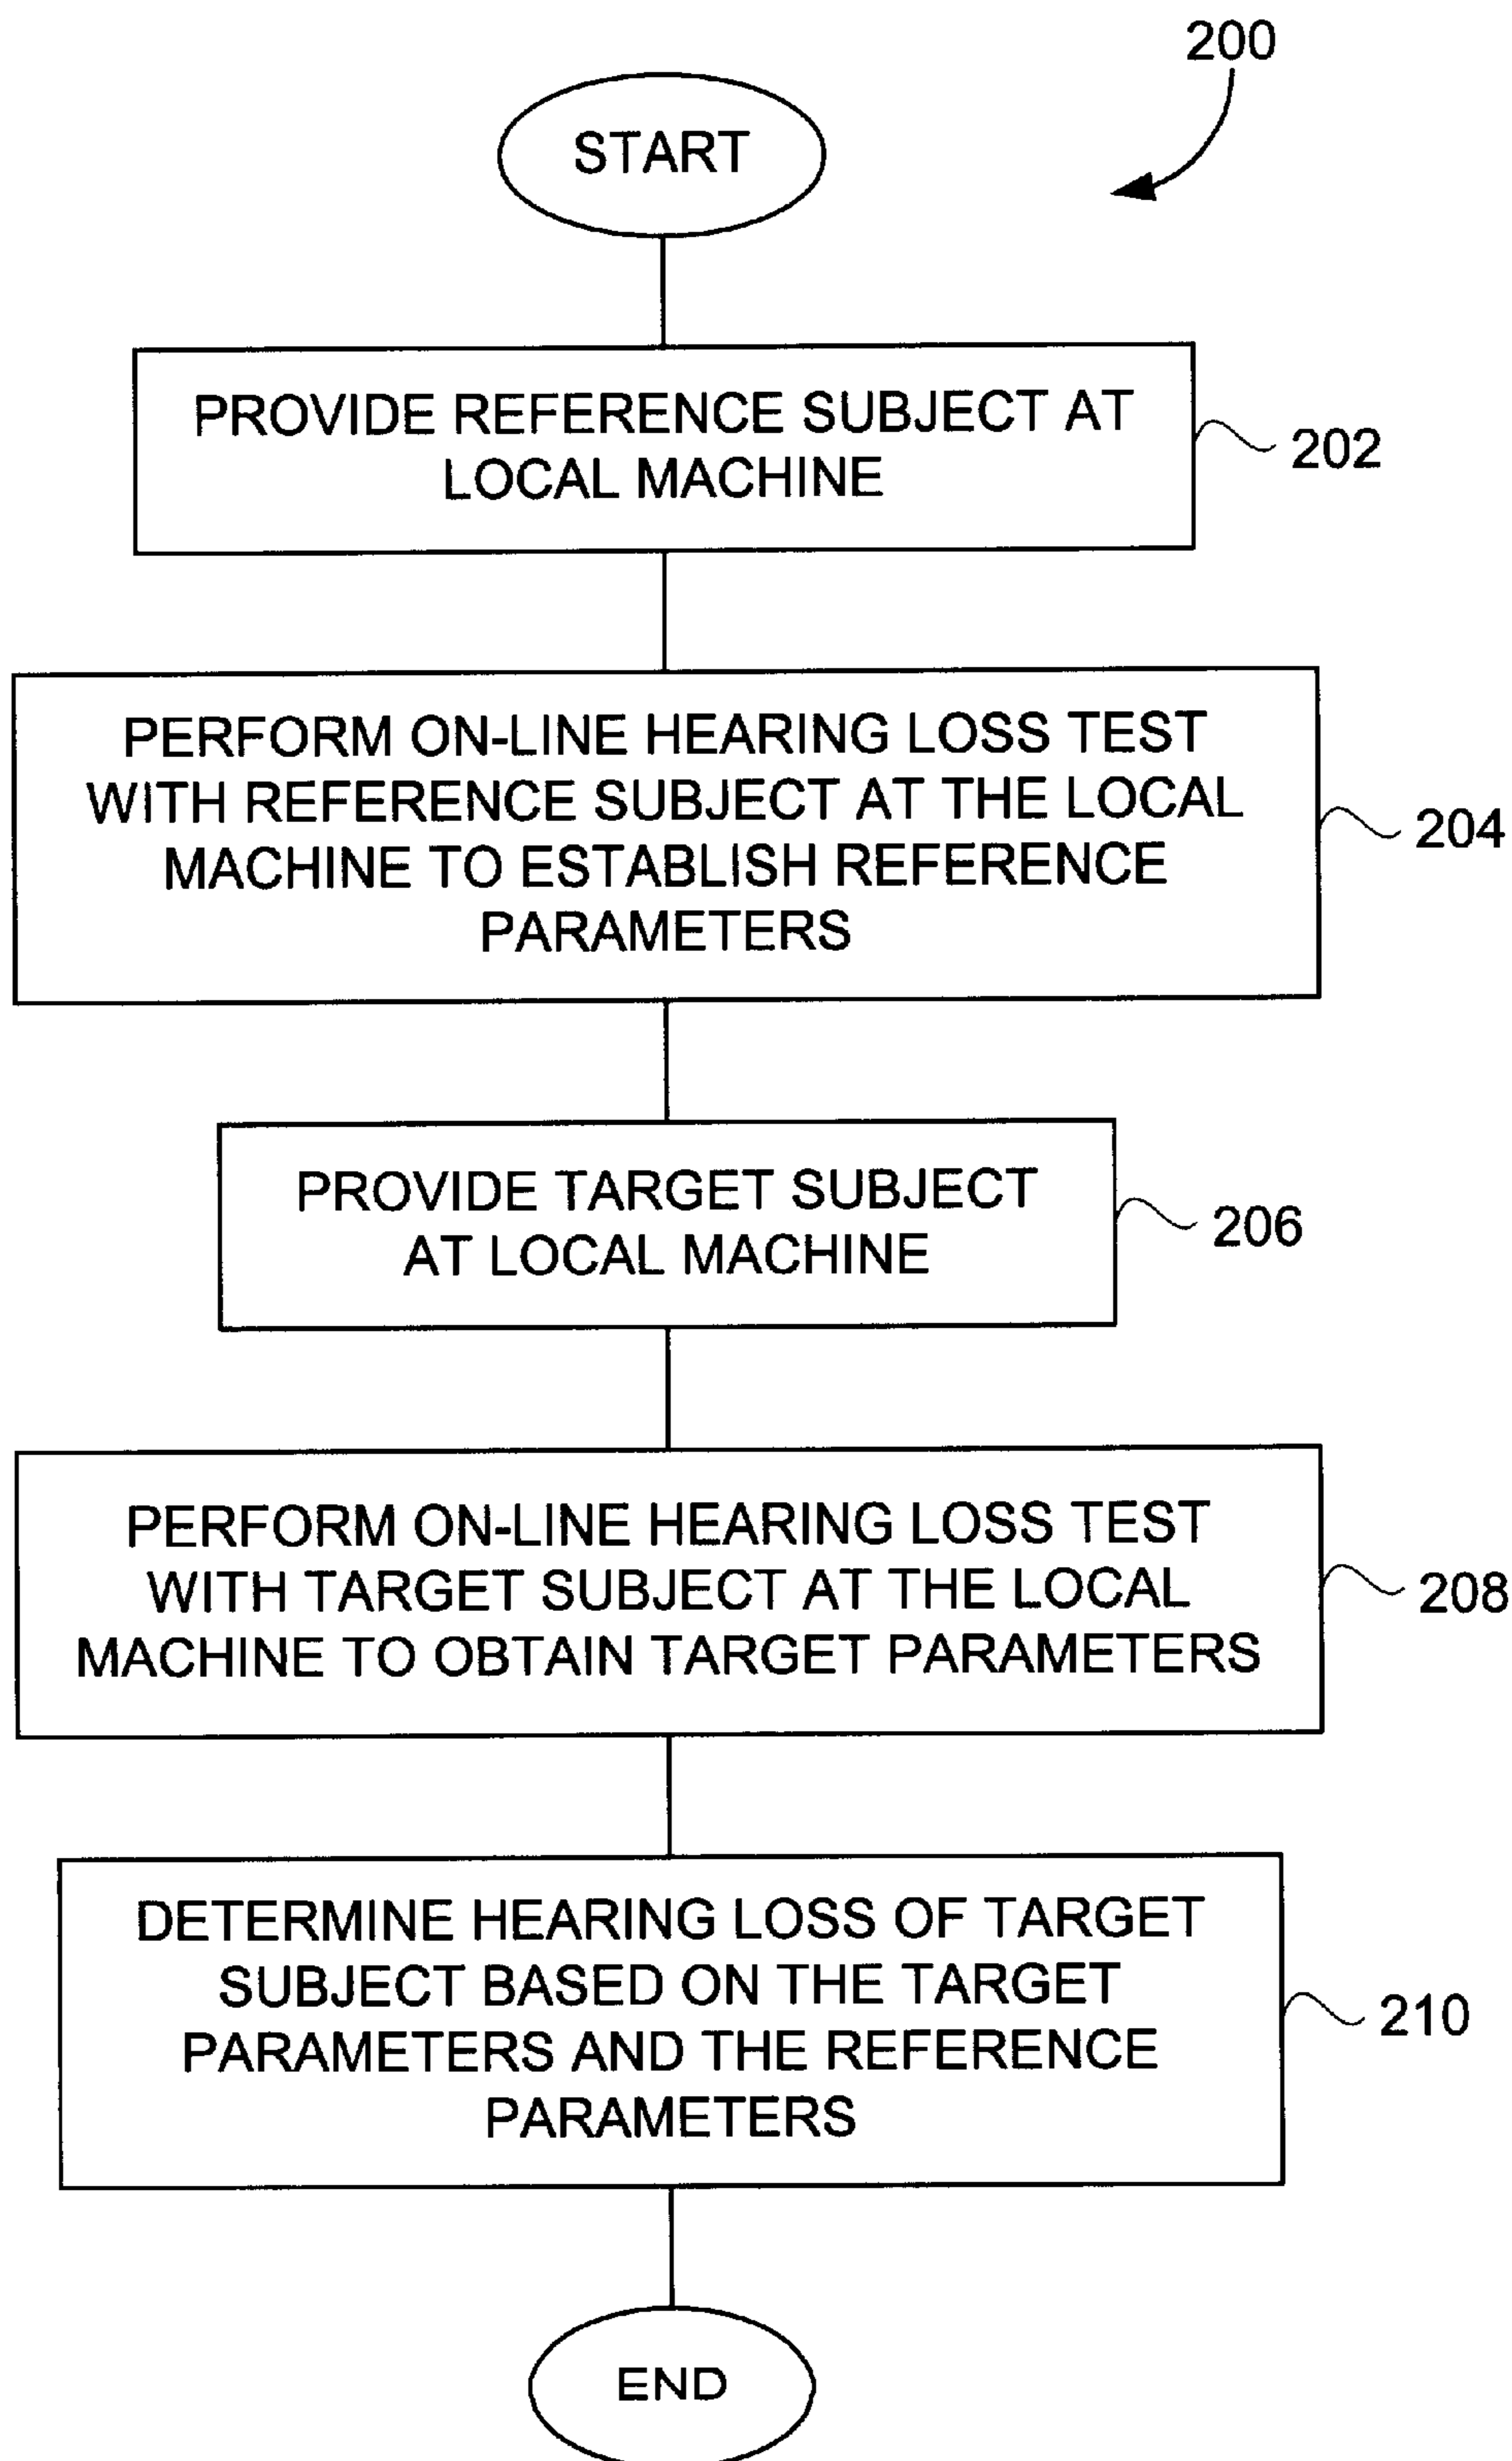 200
START
PROVIDE REFERENCE SUBJECT AT
LOCAL MACHINE
202
PERFORM ON-LINE HEARING LOSS TEST
WITH REFERENCE SUBJECT AT THE LOCAL
MACHINE TO ESTABLISH REFERENCE
PARAMETERS
204
PROVIDE TARGET SUBJECT
AT LOCAL MACHINE
206
PERFORM ON-LINE HEARING LOSS TEST
WITH TARGET SUBJECT AT THE LOCAL
MACHINE TO OBTAIN TARGET PARAMETERS
208
DETERMINE HEARING LOSS OF TARGET
SUBJECT BASED ON THE TARGET
PARAMETERS AND THE REFERENCE
PARAMETERS
210
END